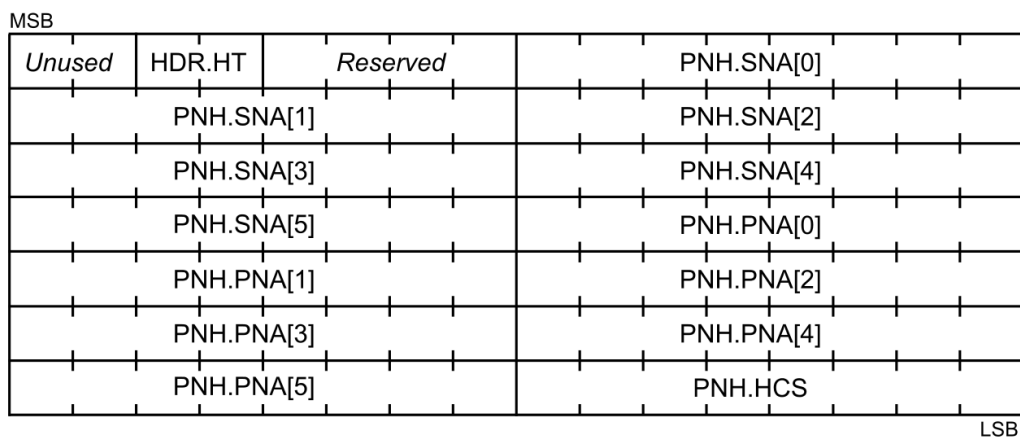 MSB
Unused HDR.HT Reserved PNH.SNA[0]
PNH.SNA[1] PNH.SNA[2]
PNH.SNA[3] PNH.SNA[4]
PNH.SNA[5] PNH.PNA[0]
PNH.PNA[1] PNH.PNA[2]
PNH.PNA[3] PNH.PNA[4]
PNH.PNA[5] PNH.HCS
LSB